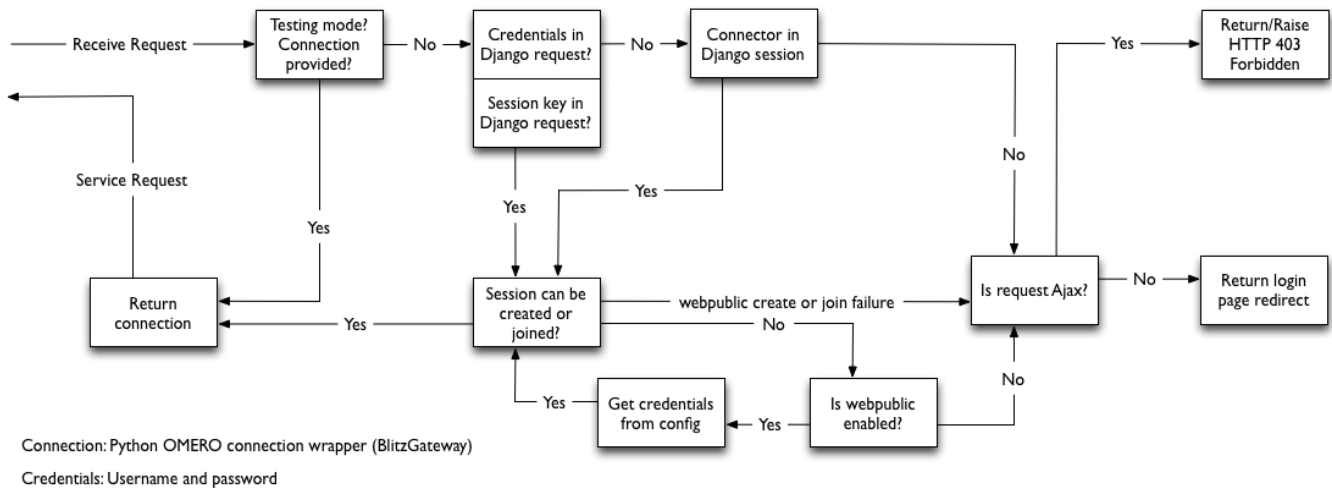 Receive Request
Testing mode?
Connection
provided?
No
Credentials in
Django request?
Session key in
Django request?
No
Connector in
Django session
Yes
Return/Raise
HTTP 403
Forbidden
No
Service Request
Yes
Yes
Yes
Return
connection
Yes
Session can be
created or
joined?
webpublic create or join failure
No
Is request Ajax?
No
Return login
page redirect
Yes
Get credentials
from config
Yes
Is webpublic
enabled?
No
Connection: Python OMERO connection wrapper (BlitzGateway)
Credentials: Username and password